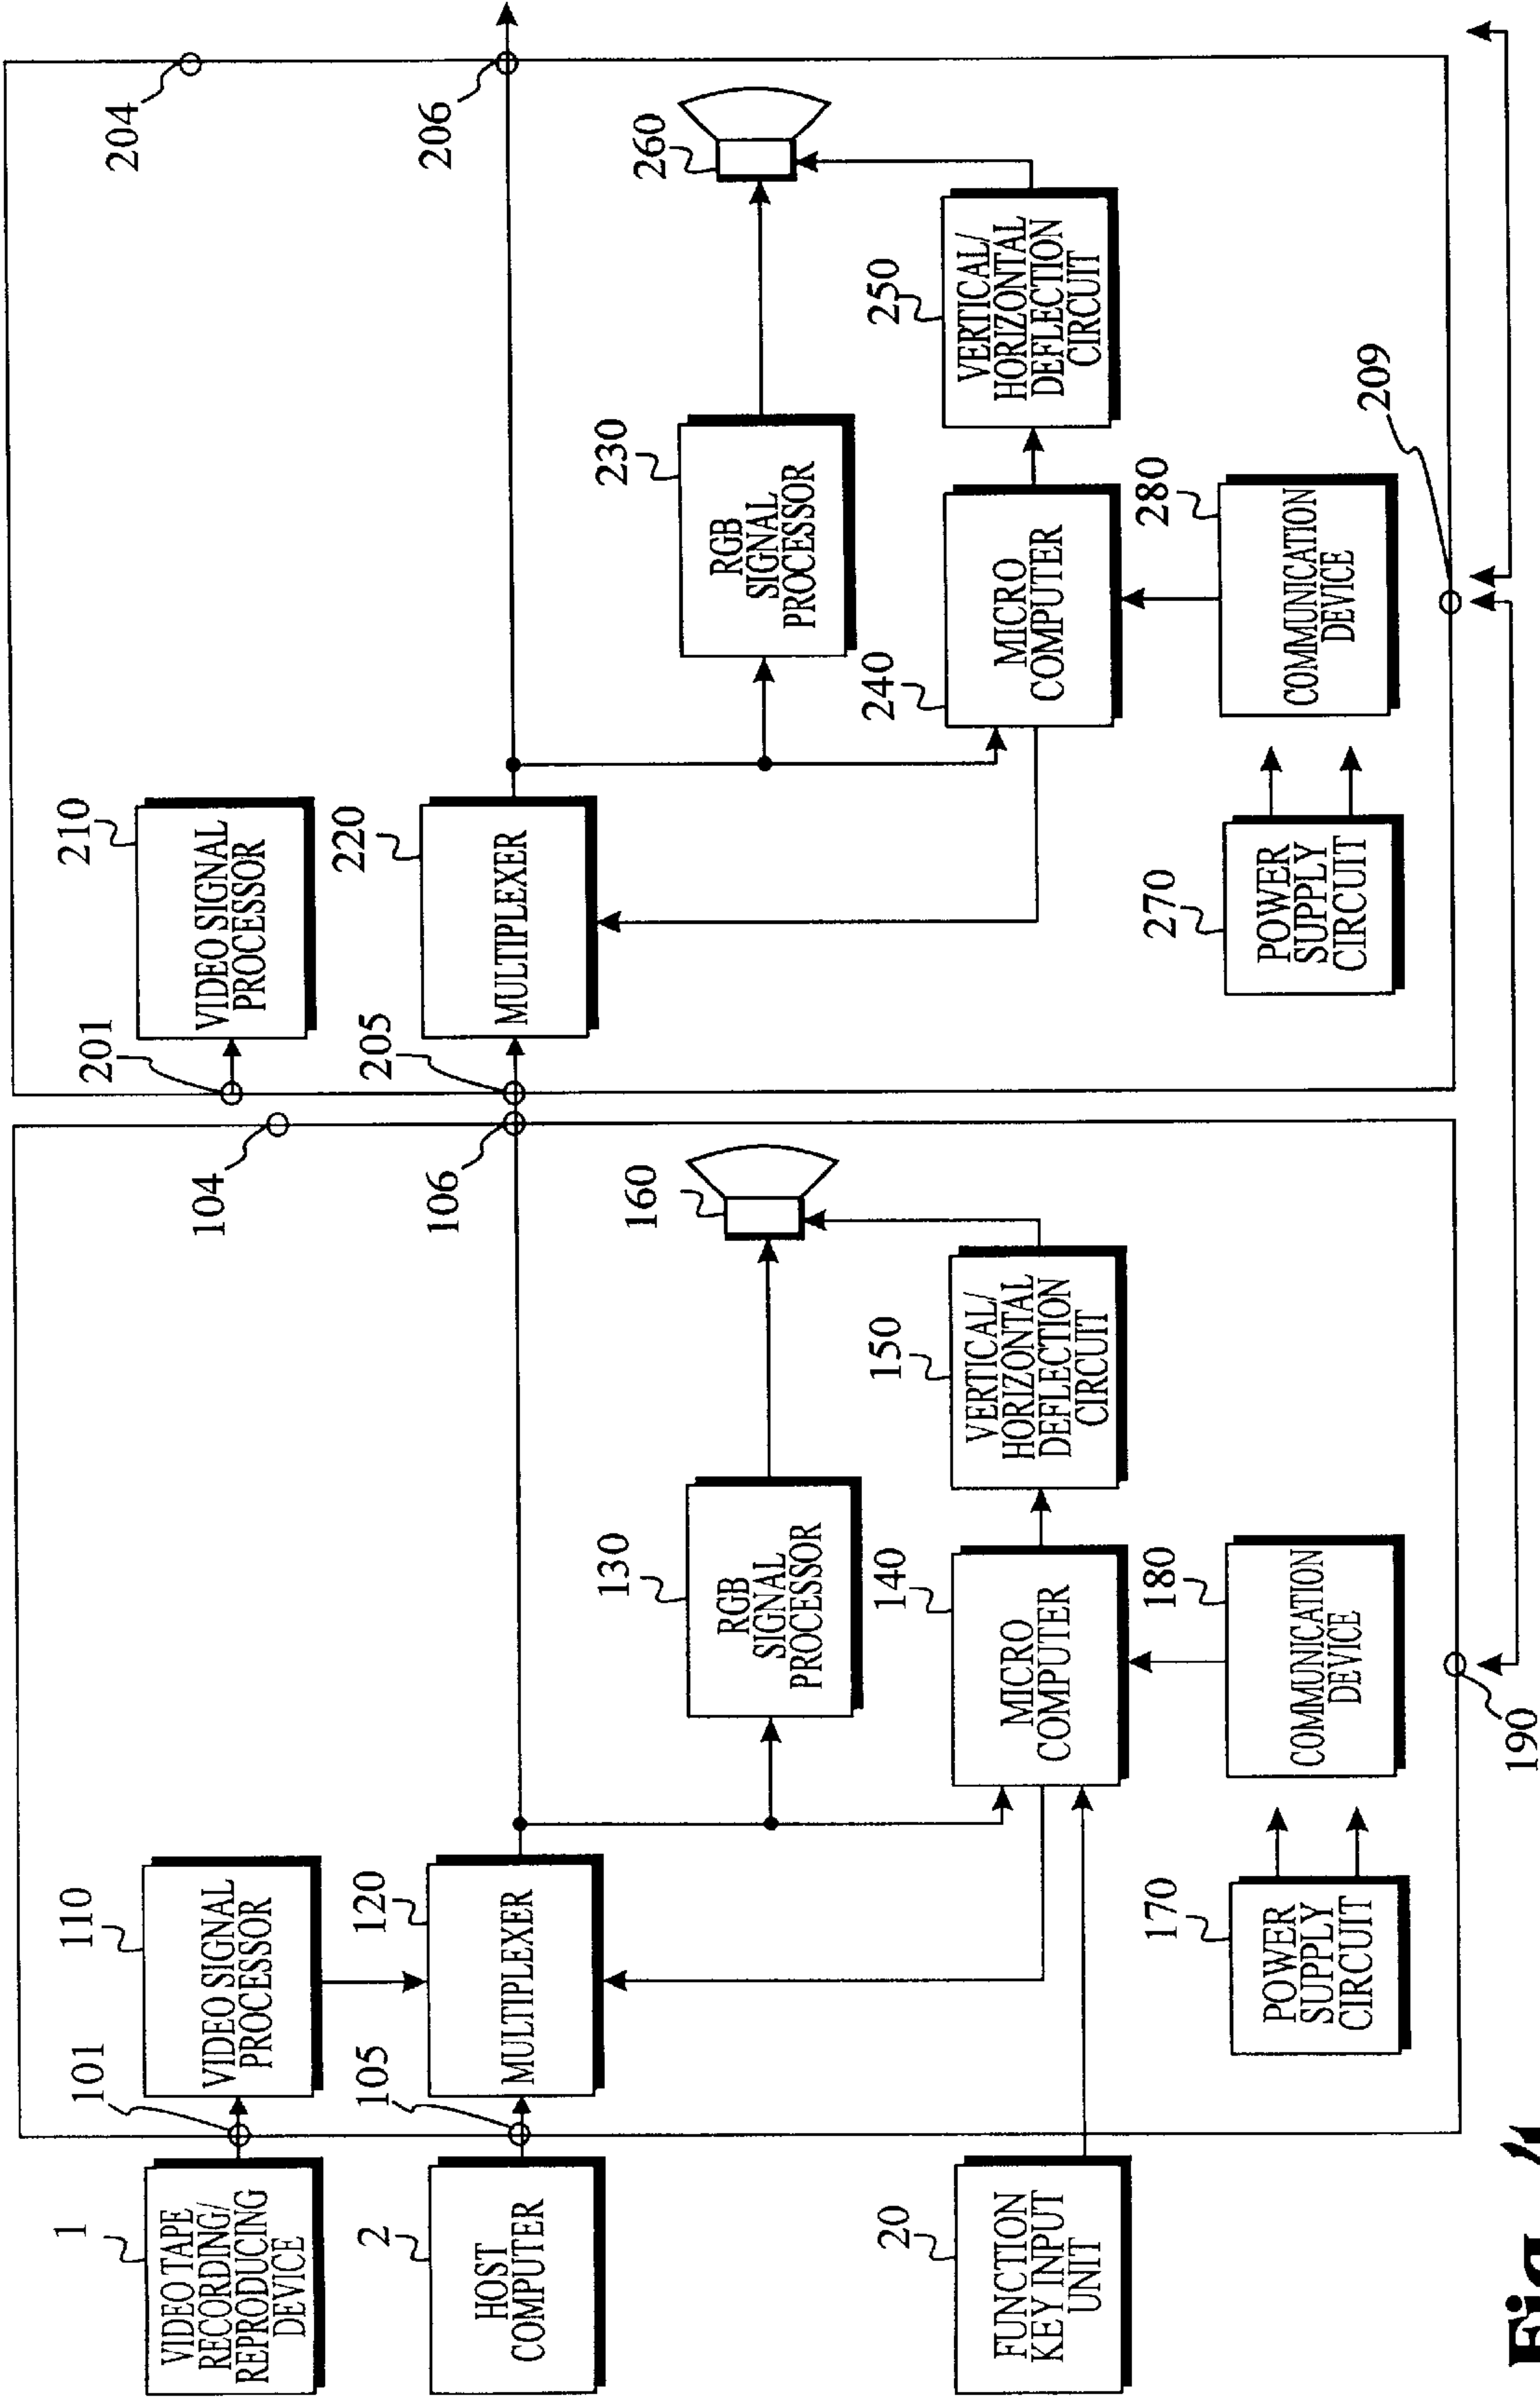 1
VIDEO TAPE
RECORDING/
REPRODUCING
DEVICE
2
HOST
COMPUTER
20
FUNCTION
KEY INPUT
UNIT
101
105
110
VIDEO SIGNAL
PROCESSOR
120
MULTIPLEXER
130
RGB
SIGNAL
PROCESSOR
140
MICRO
COMPUTER
150
VERTICAL/
HORIZONTAL
DEFLECTION
CIRCUIT
160
170
POWER
SUPPLY
CIRCUIT
180
COMMUNICATION
DEVICE
190
104
106
201
205
210
VIDEO SIGNAL
PROCESSOR
220
MULTIPLEXER
230
RGB
SIGNAL
PROCESSOR
240
MICRO
COMPUTER
250
VERTICAL/
HORIZONTAL
DEFLECTION
CIRCUIT
260
270
POWER
SUPPLY
CIRCUIT
280
COMMUNICATION
DEVICE
209
204
206